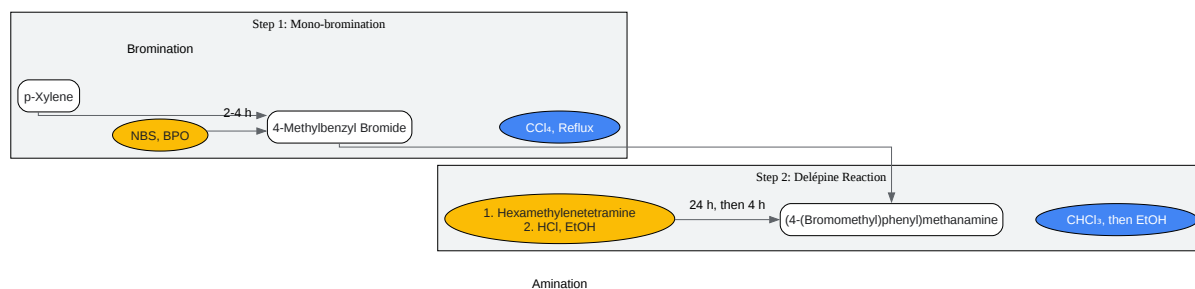 Step 1: Mono-bromination
Bromination
p-Xylene
2-4 h
NBS, BPO
4-Methylbenzyl Bromide
CCl₄, Reflux
Step 2: Delépine Reaction
1. Hexamethylenetetramine
2. HCl, EtOH
24 h, then 4 h
(4-(Bromomethyl)phenyl)methanamine
CHCl₃, then EtOH
Amination